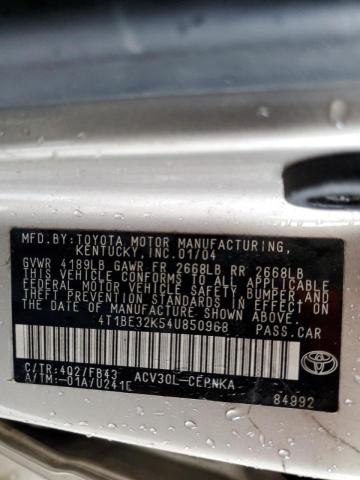 MFD.BY:TOYOTA MOTOR MANUFACTURING,
KENTUCKY,INC.01/04
GVWR 4189LB GAWR FR 2668LB RR 2668LB
THIS VEHICLE CONFORMS TO ALL APPLICABLE
FEDERAL MOTOR VEHICLE SAFETY, BUMPER, AND
THEFT PREVENTION STANDARDS IN EFFECT ON
THE DATE OF MANUFACTURE SHOWN ABOVE.
4T1BE32K54U850968 PASS.CAR
C/TR:4Q2/FB43 ACV30L-CEPNKA
A/TM:-01A/U241E
TOYOTA
84992